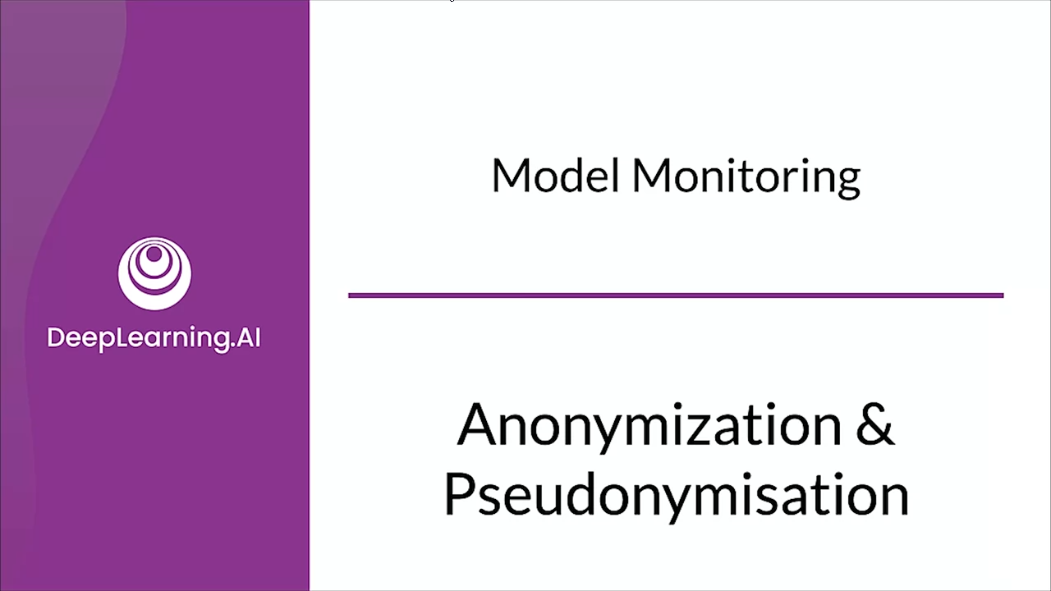 Model Monitoring
DeepLearning.AI
Anonymization &
Pseudonymisation